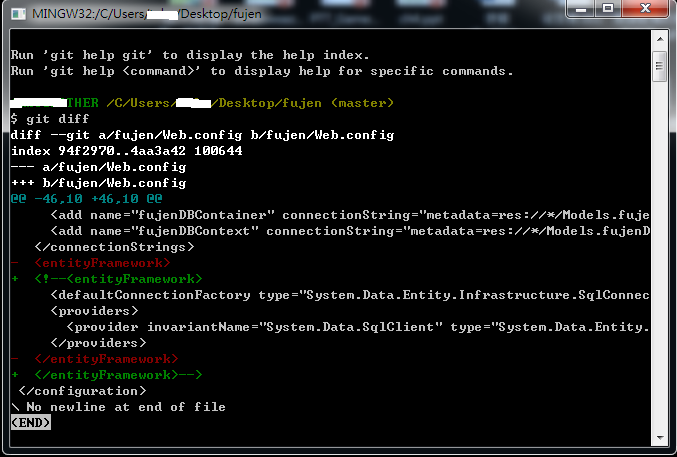 MINGW32:/C/Users/ /Desktop/fujen
Run 'git help git' to display the help index.
Run 'git help <command>' to display help for specific commands.
THER /C/Users/ /Desktop/fujen (master)
$ git diff
diff --git a/fujen/Web.config b/fujen/Web.config
index 94f2970..4aa3a42 100644
--- a/fujen/Web.config
+++ b/fujen/Web.config
@@ -46,10 +46,10 @@
     <add name="fujenDBContainer" connectionString="metadata=res://*/Models.fuje
     <add name="fujenDBContext" connectionString="metadata=res://*/Models.fujenD
   </connectionStrings>
-  <entityFramework>
+  <!--<entityFramework>
     <defaultConnectionFactory type="System.Data.Entity.Infrastructure.SqlConnec
     <providers>
       <provider invariantName="System.Data.SqlClient" type="System.Data.Entity.
     </providers>
-  </entityFramework>
+  </entityFramework>-->
 </configuration>
\ No newline at end of file
(END)